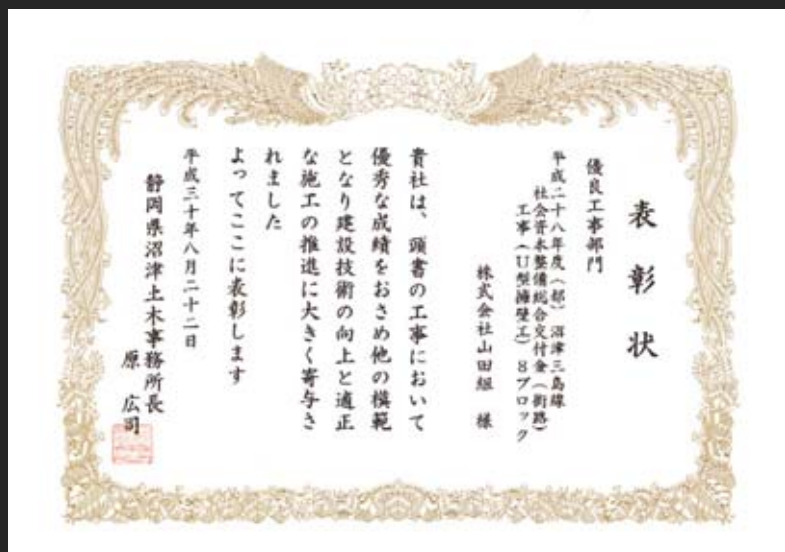 表彰状
優良工事部門
平成二十八年度(都)沼津三島線
社会資本整備総合交付金(街路)
工事(U型擁壁工)8ブロック
株式会社山田組 様
貴社は、頭書の工事において
優秀な成績をおさめ他の模範
となり建設技術の向上と適正
な施工の推進に大きく寄与さ
れました
よってここに表彰します
平成三十年八月二十二日
静岡県沼津土木事務所長
原 広司